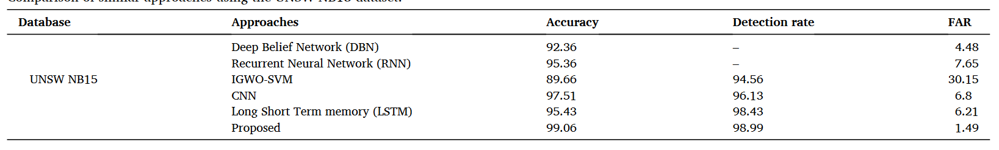 Comparison of similar approaches using the UNSW NB15 dataset.
Database Approaches Accuracy Detection rate FAR
Deep Belief Network (DBN) 92.36 – 4.48
Recurrent Neural Network (RNN) 95.36 – 7.65
UNSW NB15 IGWO-SVM 89.66 94.56 30.15
CNN 97.51 96.13 6.8
Long Short Term memory (LSTM) 95.43 98.43 6.21
Proposed 99.06 98.99 1.49